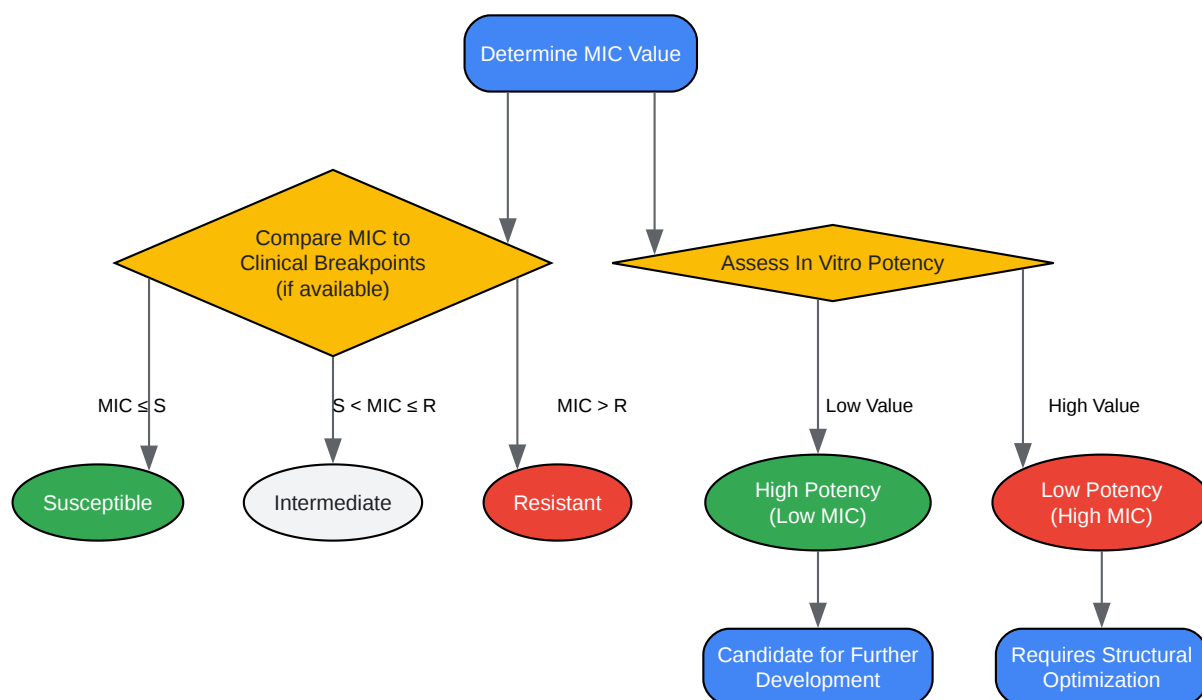 Determine MIC Value
Compare MIC to
Clinical Breakpoints
(if available)
Assess In Vitro Potency
MIC ≤ S
S < MIC ≤ R
MIC > R
Low Value
High Value
Susceptible
Intermediate
Resistant
High Potency
(Low MIC)
Low Potency
(High MIC)
Candidate for Further
Development
Requires Structural
Optimization